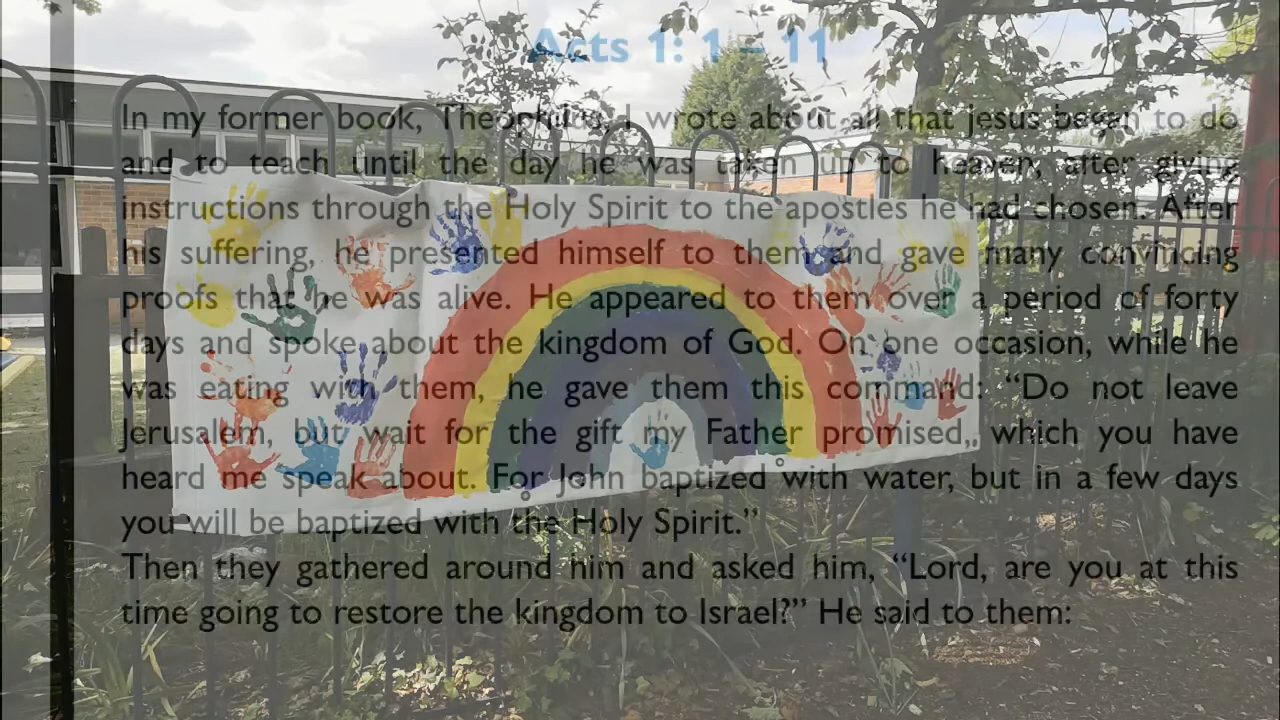 Acts 1: 1 – 11
In my former book, Theophilus, I wrote about all that Jesus began to do
and to teach until the day he was taken up to heaven, after giving
instructions through the Holy Spirit to the apostles he had chosen. After
his suffering, he presented himself to them and gave many convincing
proofs that he was alive. He appeared to them over a period of forty
days and spoke about the kingdom of God. On one occasion, while he
was eating with them, he gave them this command: “Do not leave
Jerusalem, but wait for the gift my Father promised,, which you have
heard me speak about. For John baptized with water, but in a few days
you will be baptized with the Holy Spirit.”
Then they gathered around him and asked him, “Lord, are you at this
time going to restore the kingdom to Israel?” He said to them: